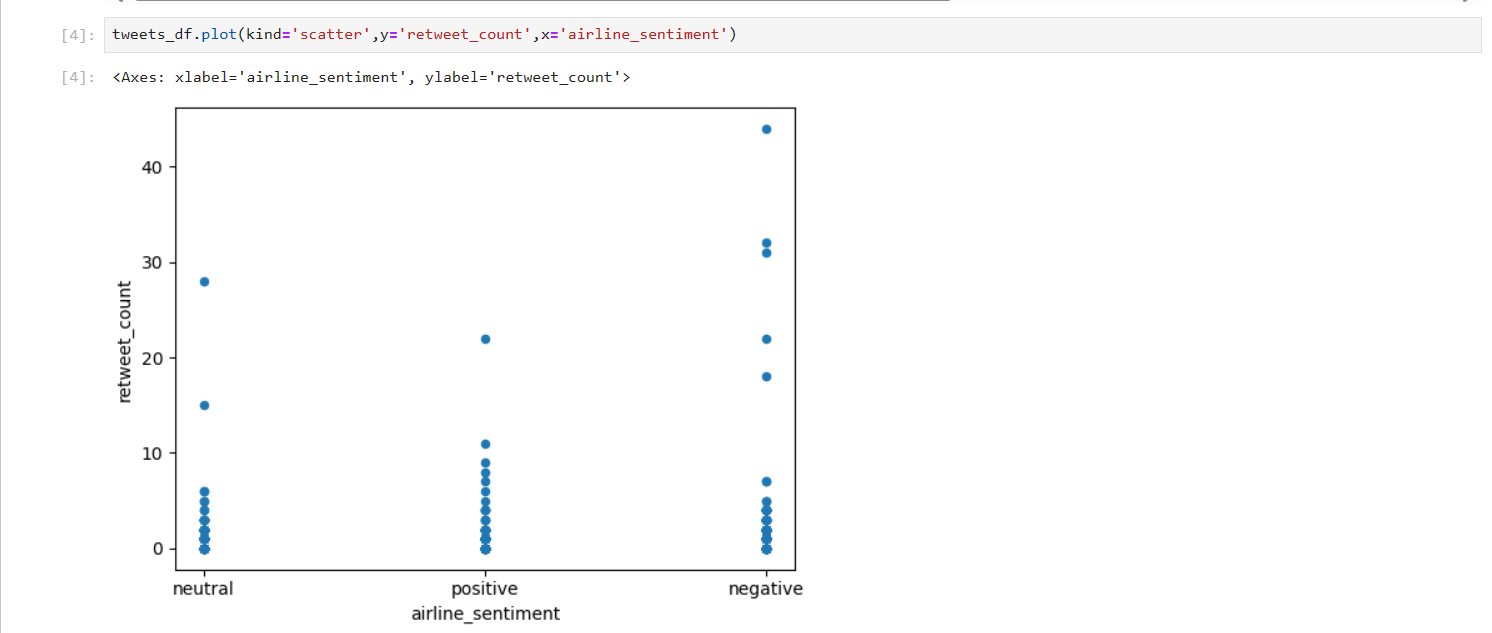 [4]: tweets_df.plot(kind='scatter',y='retweet_count',x='airline_sentiment')
[4]: <Axes: xlabel='airline_sentiment', ylabel='retweet_count'>
40
30
20
10
0
retweet_count
neutral positive negative
airline_sentiment